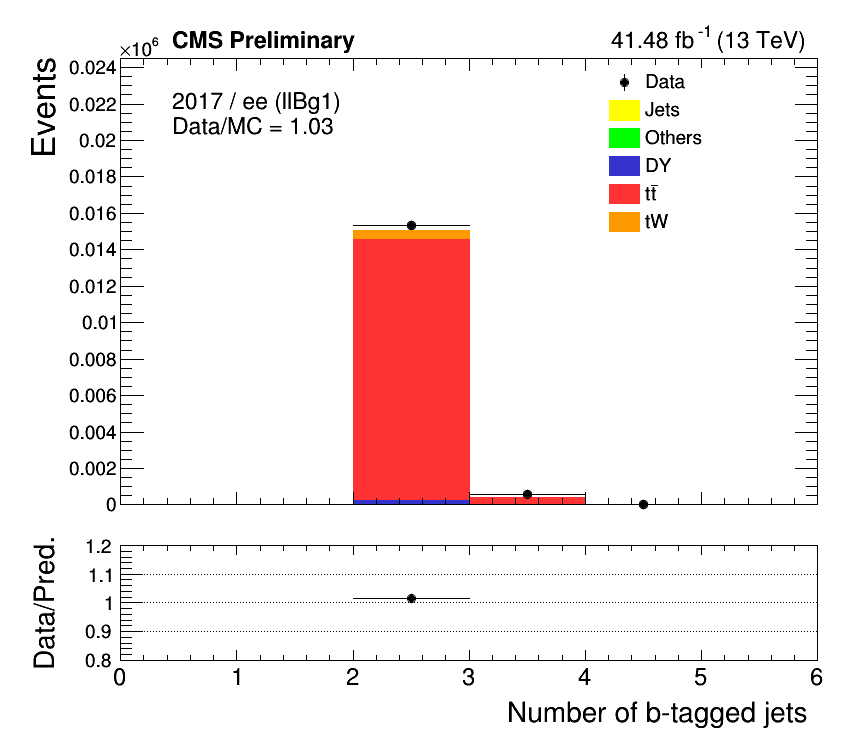 ×10⁶ CMS Preliminary 41.48 fb⁻¹ (13 TeV)
Events
0.024
0.022
0.02
0.018
0.016
0.014
0.012
0.01
0.008
0.006
0.004
0.002
0
2017 / ee (llBg1)
Data/MC = 1.03
Data
Jets
Others
DY
tt̄
tW
Data/Pred.
1.2
1.1
1
0.9
0.8
0 1 2 3 4 5 6
Number of b-tagged jets